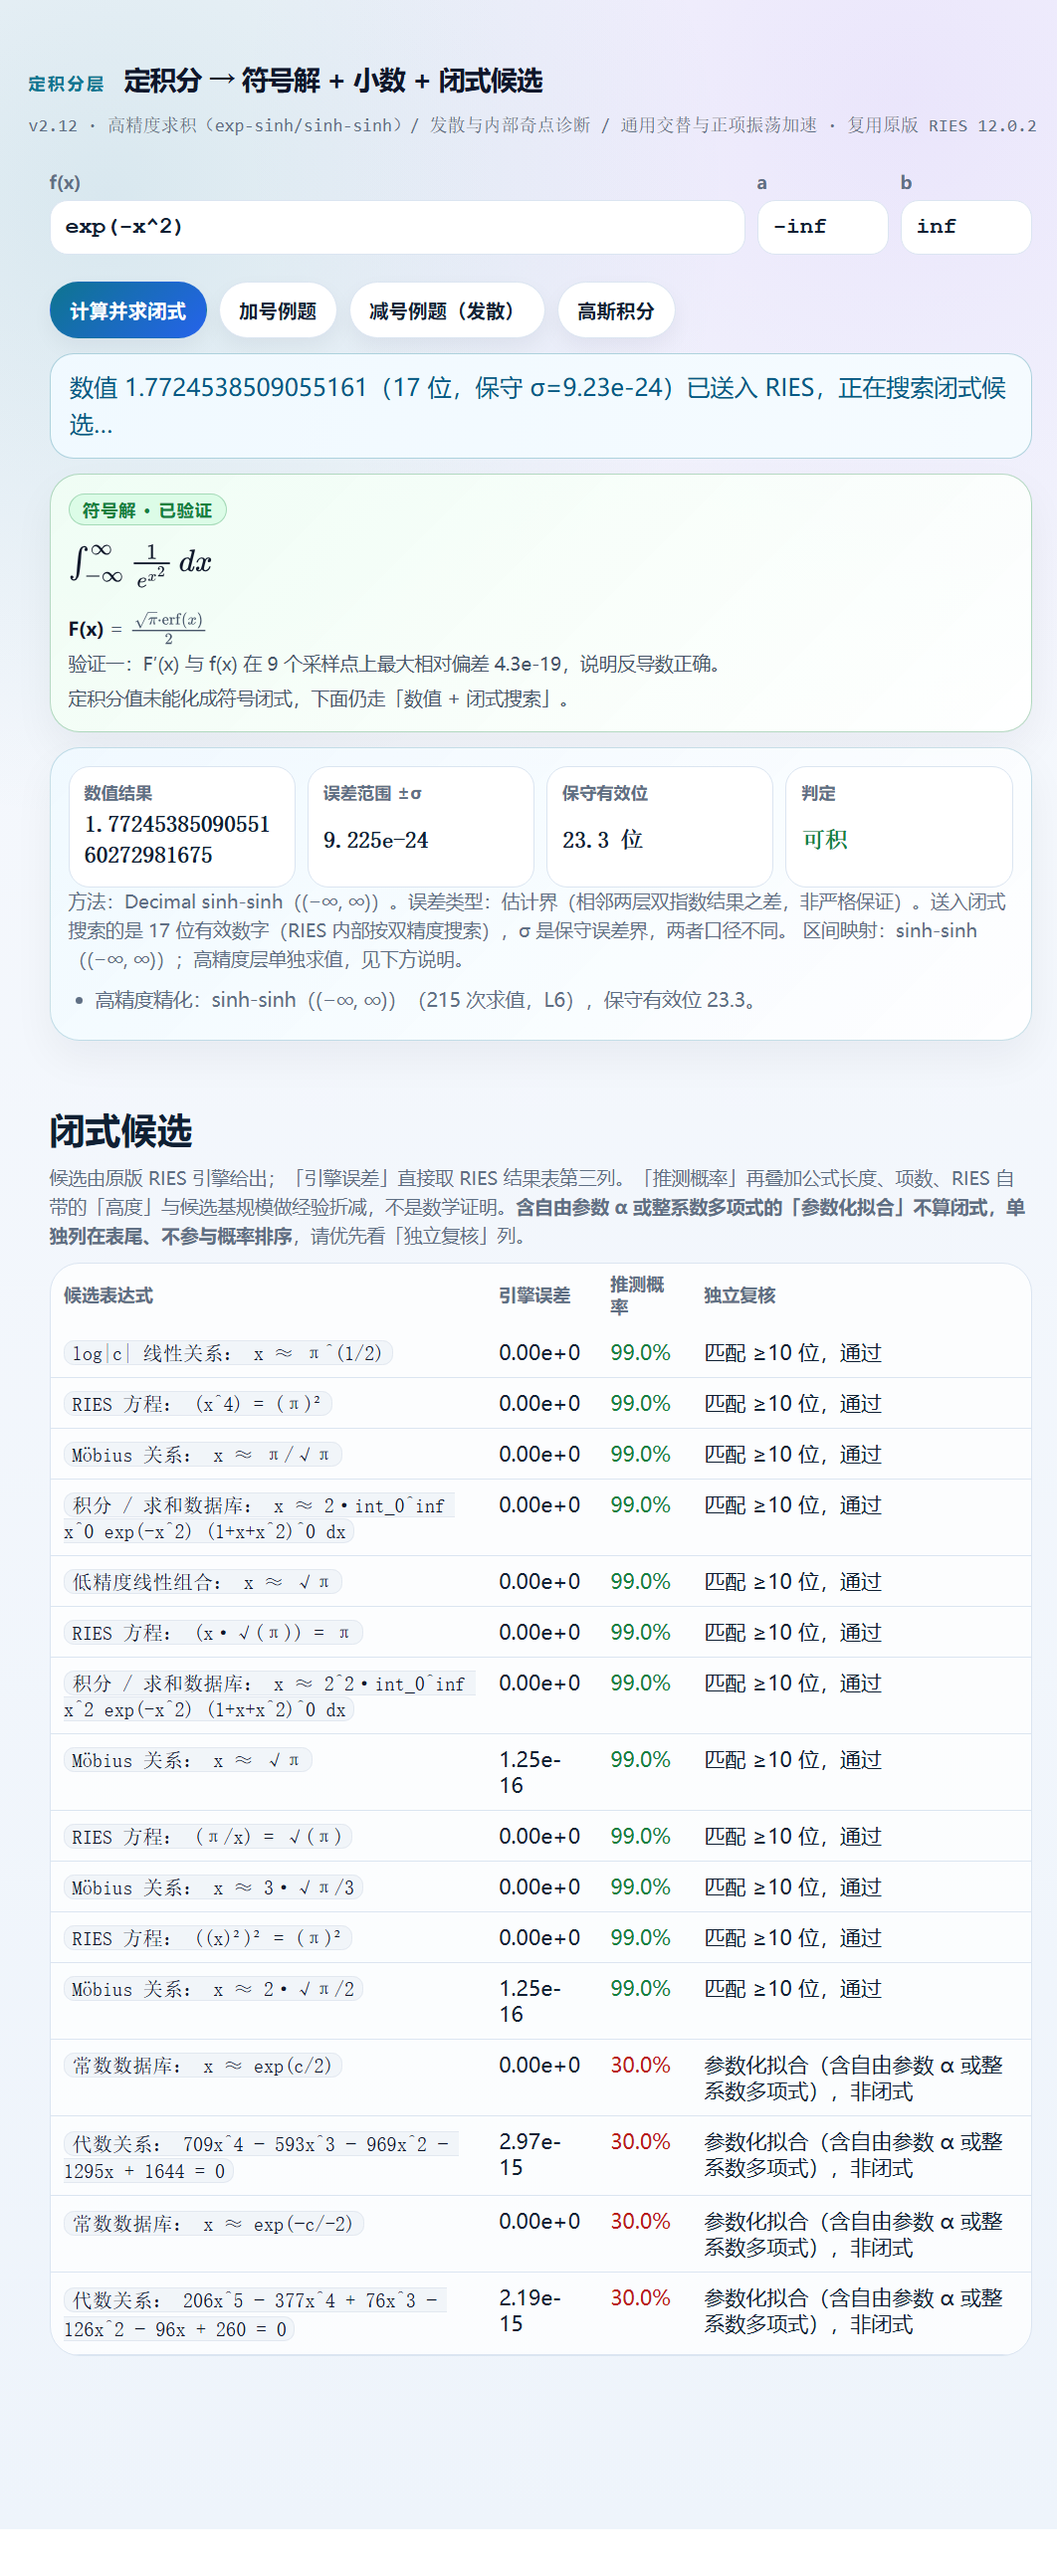 定积分层 定积分 → 符号解 + 小数 + 闭式候选
v2.12 · 高精度求积（exp-sinh/sinh-sinh）/ 发散与内部奇点诊断 / 通用交替与正项振荡加速 · 复用原版 RIES 12.0.2
f(x) a b
exp(-x^2) -inf inf
计算并求闭式 加号例题 减号例题（发散） 高斯积分
数值 1.7724538509055161（17 位，保守 σ=9.23e-24）已送入 RIES，正在搜索闭式候
选…
符号解 · 已验证
∫_{-∞}^{∞} 1/e^{x^2} dx
F(x) = √π·erf(x)/2
验证一：F′(x) 与 f(x) 在 9 个采样点上最大相对偏差 4.3e-19，说明反导数正确。
定积分值未能化成符号闭式，下面仍走「数值 + 闭式搜索」。
数值结果 误差范围 ±σ 保守有效位 判定
1.77245385090551
60272981675 9.225e-24 23.3 位 可积
方法：Decimal sinh-sinh（(−∞, ∞)）。误差类型：估计界（相邻两层双指数结果之差，非严格保证）。送入闭式
搜索的是 17 位有效数字（RIES 内部按双精度搜索），σ 是保守误差界，两者口径不同。 区间映射：sinh-sinh
（(−∞, ∞)）；高精度层单独求值，见下方说明。
• 高精度精化：sinh-sinh（(−∞, ∞)）（215 次求值，L6），保守有效位 23.3。
闭式候选
候选由原版 RIES 引擎给出；「引擎误差」直接取 RIES 结果表第三列。「推测概率」再叠加公式长度、项数、RIES 自
带的「高度」与候选基规模做经验折减，不是数学证明。含自由参数 α 或整系数多项式的「参数化拟合」不算闭式，单
独列在表尾、不参与概率排序，请优先看「独立复核」列。
候选表达式 引擎误差 推测概率 独立复核
log|c| 线性关系： x ≈ π^(1/2) 0.00e+0 99.0% 匹配 ≥10 位，通过
RIES 方程： (x^4) = (π)² 0.00e+0 99.0% 匹配 ≥10 位，通过
Möbius 关系： x ≈ π/√π 0.00e+0 99.0% 匹配 ≥10 位，通过
积分 / 求和数据库： x ≈ 2·int_0^inf 0.00e+0 99.0% 匹配 ≥10 位，通过
x^0 exp(-x^2) (1+x+x^2)^0 dx
低精度线性组合： x ≈ √π 0.00e+0 99.0% 匹配 ≥10 位，通过
RIES 方程： (x·√(π)) = π 0.00e+0 99.0% 匹配 ≥10 位，通过
积分 / 求和数据库： x ≈ 2^2·int_0^inf 0.00e+0 99.0% 匹配 ≥10 位，通过
x^2 exp(-x^2) (1+x+x^2)^0 dx
Möbius 关系： x ≈ √π 1.25e-16 99.0% 匹配 ≥10 位，通过
RIES 方程： (π/x) = √(π) 0.00e+0 99.0% 匹配 ≥10 位，通过
Möbius 关系： x ≈ 3·√π/3 0.00e+0 99.0% 匹配 ≥10 位，通过
RIES 方程： ((x)²)² = (π)² 0.00e+0 99.0% 匹配 ≥10 位，通过
Möbius 关系： x ≈ 2·√π/2 1.25e-16 99.0% 匹配 ≥10 位，通过
常数数据库： x ≈ exp(c/2) 0.00e+0 30.0% 参数化拟合（含自由参数 α 或整
系数多项式），非闭式
代数关系： 709x^4 − 593x^3 − 969x^2 − 2.97e-15 30.0% 参数化拟合（含自由参数 α 或整
1295x + 1644 = 0 系数多项式），非闭式
常数数据库： x ≈ exp(−c/−2) 0.00e+0 30.0% 参数化拟合（含自由参数 α 或整
系数多项式），非闭式
代数关系： 206x^5 − 377x^4 + 76x^3 − 2.19e-15 30.0% 参数化拟合（含自由参数 α 或整
126x^2 − 96x + 260 = 0 系数多项式），非闭式